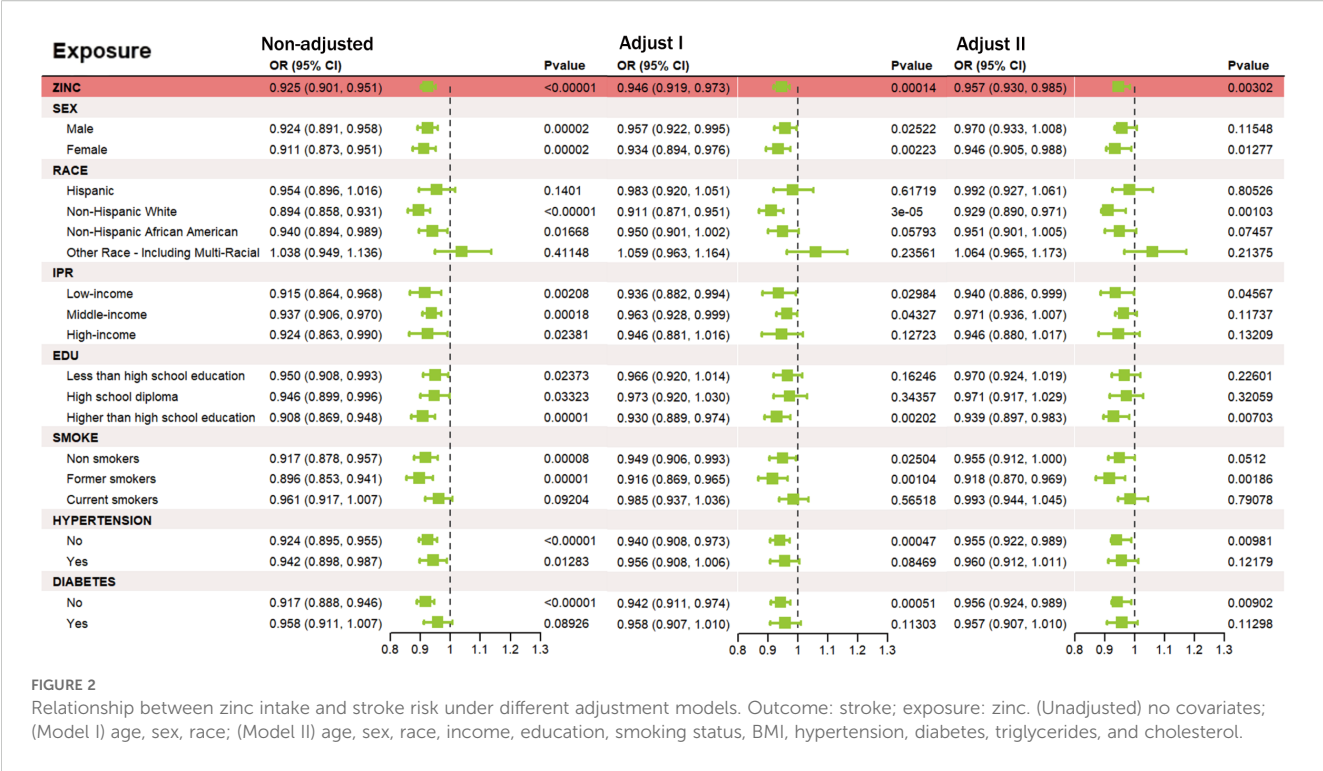 Exposure Non-adjusted Adjust I Adjust II
OR (95% CI) Pvalue OR (95% CI) Pvalue OR (95% CI) Pvalue
ZINC 0.925 (0.901, 0.951) <0.00001 0.946 (0.919, 0.973) 0.00014 0.957 (0.930, 0.985) 0.00302
SEX
Male 0.924 (0.891, 0.958) 0.00002 0.957 (0.922, 0.995) 0.02522 0.970 (0.933, 1.008) 0.11548
Female 0.911 (0.873, 0.951) 0.00002 0.934 (0.894, 0.976) 0.00223 0.946 (0.905, 0.988) 0.01277
RACE
Hispanic 0.954 (0.896, 1.016) 0.1401 0.983 (0.920, 1.051) 0.61719 0.992 (0.927, 1.061) 0.80526
Non-Hispanic White 0.894 (0.858, 0.931) <0.00001 0.911 (0.871, 0.951) 3e-05 0.929 (0.890, 0.971) 0.00103
Non-Hispanic African American 0.940 (0.894, 0.989) 0.01668 0.950 (0.901, 1.002) 0.05793 0.951 (0.901, 1.005) 0.07457
Other Race - Including Multi-Racial 1.038 (0.949, 1.136) 0.41148 1.059 (0.963, 1.164) 0.23561 1.064 (0.965, 1.173) 0.21375
IPR
Low-income 0.915 (0.864, 0.968) 0.00208 0.936 (0.882, 0.994) 0.02984 0.940 (0.886, 0.999) 0.04567
Middle-income 0.937 (0.906, 0.970) 0.00018 0.963 (0.928, 0.999) 0.04327 0.971 (0.936, 1.007) 0.11737
High-income 0.924 (0.863, 0.990) 0.02381 0.946 (0.881, 1.016) 0.12723 0.946 (0.880, 1.017) 0.13209
EDU
Less than high school education 0.950 (0.908, 0.993) 0.02373 0.966 (0.920, 1.014) 0.16246 0.970 (0.924, 1.019) 0.22601
High school diploma 0.946 (0.899, 0.996) 0.03323 0.973 (0.920, 1.030) 0.34357 0.971 (0.917, 1.029) 0.32059
Higher than high school education 0.908 (0.869, 0.948) 0.00001 0.930 (0.889, 0.974) 0.00202 0.939 (0.897, 0.983) 0.00703
SMOKE
Non smokers 0.917 (0.878, 0.957) 0.00008 0.949 (0.906, 0.993) 0.02504 0.955 (0.912, 1.000) 0.0512
Former smokers 0.896 (0.853, 0.941) 0.00001 0.916 (0.869, 0.965) 0.00104 0.918 (0.870, 0.969) 0.00186
Current smokers 0.961 (0.917, 1.007) 0.09204 0.985 (0.937, 1.036) 0.56518 0.993 (0.944, 1.045) 0.79078
HYPERTENSION
No 0.924 (0.895, 0.955) <0.00001 0.940 (0.908, 0.973) 0.00047 0.955 (0.922, 0.989) 0.00981
Yes 0.942 (0.898, 0.987) 0.01283 0.956 (0.908, 1.006) 0.08469 0.960 (0.912, 1.011) 0.12179
DIABETES
No 0.917 (0.888, 0.946) <0.00001 0.942 (0.911, 0.974) 0.00051 0.956 (0.924, 0.989) 0.00902
Yes 0.958 (0.911, 1.007) 0.08926 0.958 (0.907, 1.010) 0.11303 0.957 (0.907, 1.010) 0.11298
0.8 0.9 1 1.1 1.2 1.3 0.8 0.9 1 1.1 1.2 1.3 0.8 0.9 1 1.1 1.2 1.3
FIGURE 2
Relationship between zinc intake and stroke risk under different adjustment models. Outcome: stroke; exposure: zinc. (Unadjusted) no covariates;
(Model I) age, sex, race; (Model II) age, sex, race, income, education, smoking status, BMI, hypertension, diabetes, triglycerides, and cholesterol.